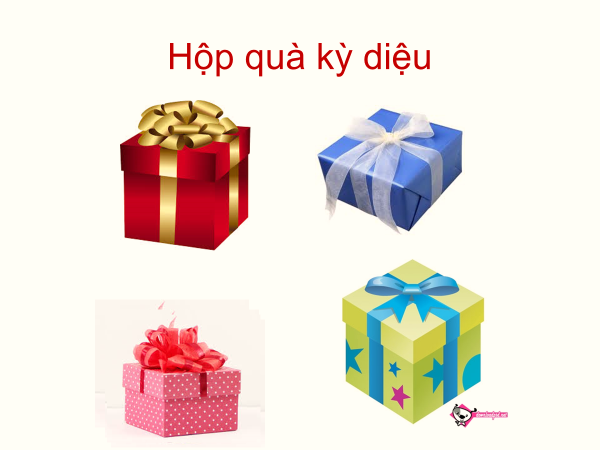 Hộp quà kỳ diệu